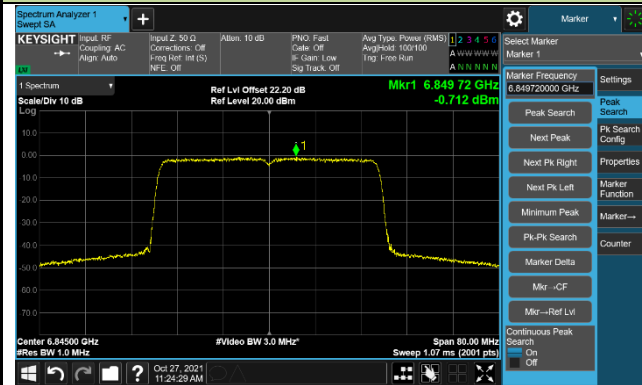 Spectrum Analyzer 1
Swept SA
+
Marker
KEYSIGHT
Input: RF
Coupling: AC
Align: Auto
Input Z: 50 Ω
Corrections: Off
Freq Ref: Int (S)
NFE: Off
Atten: 10 dB
PNO: Fast
Gate: Off
IF Gain: Low
Sig Track: Off
Avg Type: Power (RMS)
Avg|Hold: 100/100
Trig: Free Run
1 2 3 4 5 6
A W W W W W
A N N N N N
LXI
Select Marker
Marker 1
1 Spectrum
Scale/Div 10 dB
Log
Ref Lvl Offset 22.20 dB
Ref Level 20.00 dBm
Mkr1 6.849 72 GHz
-0.712 dBm
10.0
0.00
-10.0
-20.0
-30.0
-40.0
-50.0
-60.0
-70.0
1
Center 6.84500 GHz
#Res BW 1.0 MHz
#Video BW 3.0 MHz*
Span 80.00 MHz
Sweep 1.07 ms (2001 pts)
Marker Frequency
6.849720000 GHz
Peak Search
Next Peak
Next Pk Right
Next Pk Left
Minimum Peak
Pk-Pk Search
Marker Delta
Mkr→CF
Mkr→Ref Lvl
Continuous Peak
Search
On
Off
Settings
Peak
Search
Pk Search
Config
Properties
Marker
Function
Marker→
Counter
?
Oct 27, 2021
11:24:29 AM